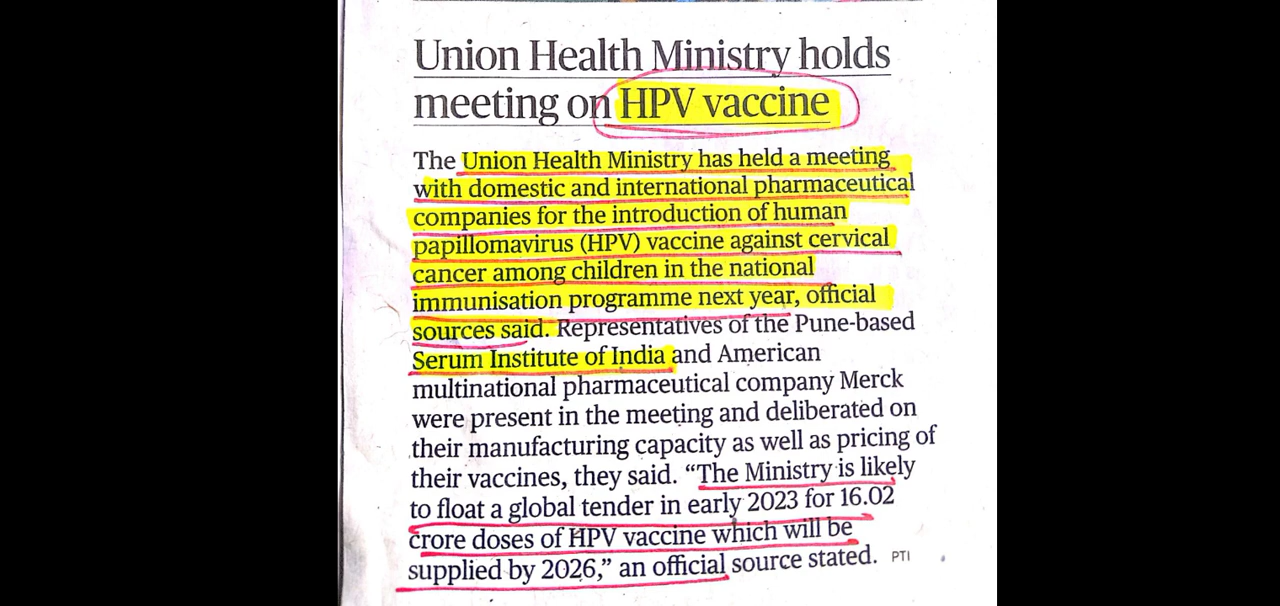 Union Health Ministry holds
meeting on HPV vaccine
The Union Health Ministry has held a meeting
with domestic and international pharmaceutical
companies for the introduction of human
papillomavirus (HPV) vaccine against cervical
cancer among children in the national
immunisation programme next year, official
sources said. Representatives of the Pune-based
Serum Institute of India and American
multinational pharmaceutical company Merck
were present in the meeting and deliberated on
their manufacturing capacity as well as pricing of
their vaccines, they said. “The Ministry is likely
to float a global tender in early 2023 for 16.02
crore doses of HPV vaccine which will be
supplied by 2026,” an official source stated. PTI